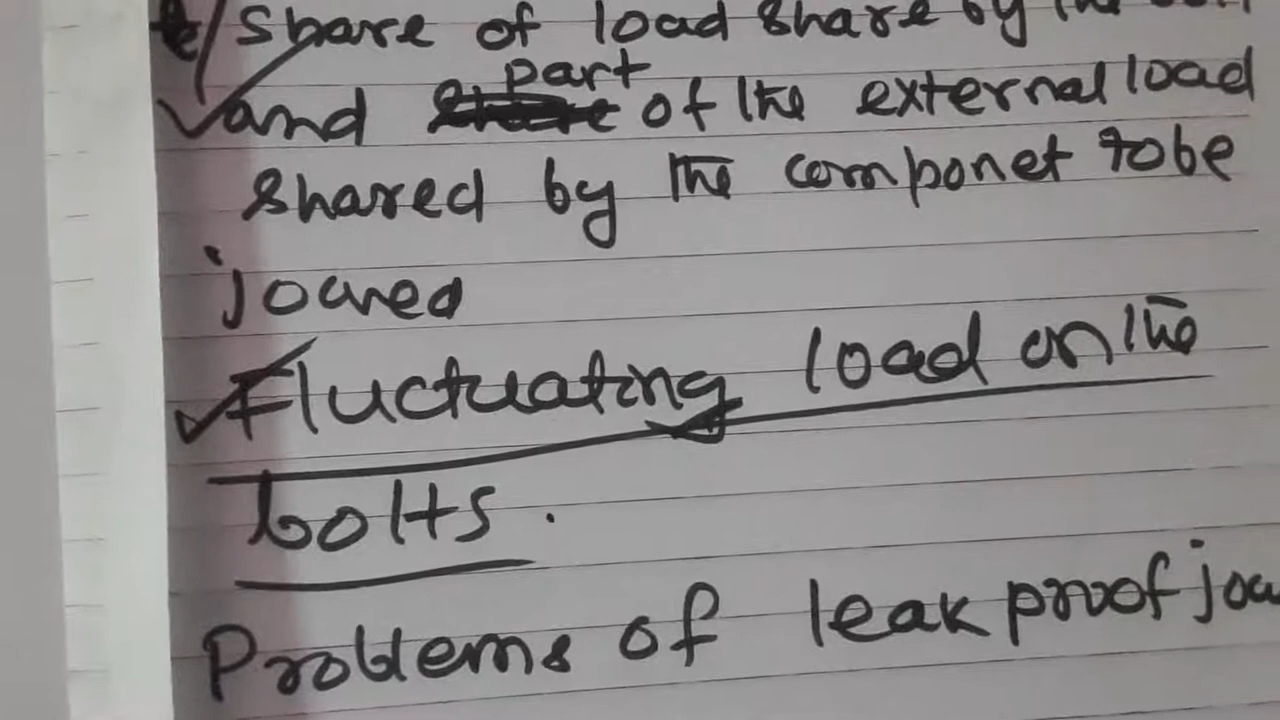 share of load share by the
and part of the external load
shared by the componet tobe
joined
Fluctuating load on the
bolts.
Problems of leak proof